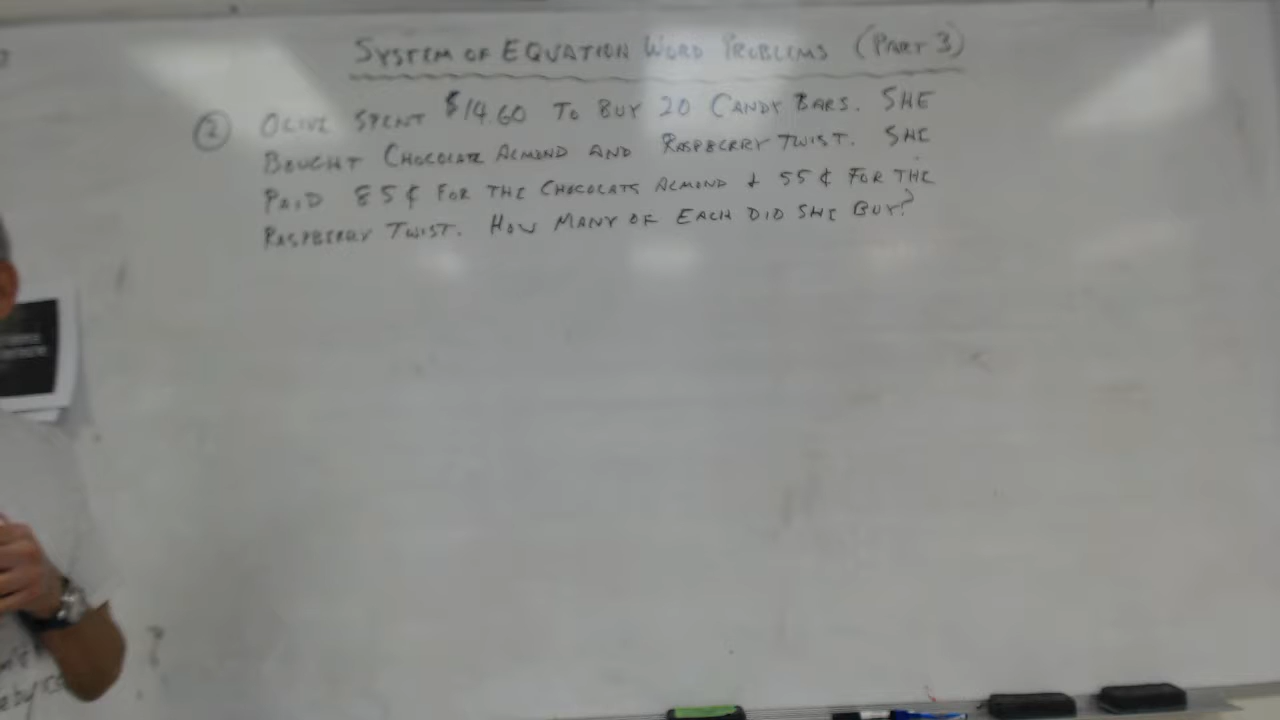 SYSTEM OF EQUATION WORD PROBLEMS (PART 3)
② OLIVE SPENT $14.60 TO BUY 20 CANDY BARS. SHE
BOUGHT CHOCOLATE ALMOND AND RASPBERRY TWIST. SHE
PAID 85¢ FOR THE CHOCOLATE ALMOND & 55¢ FOR THE
RASPBERRY TWIST. HOW MANY OF EACH DID SHE BUY?